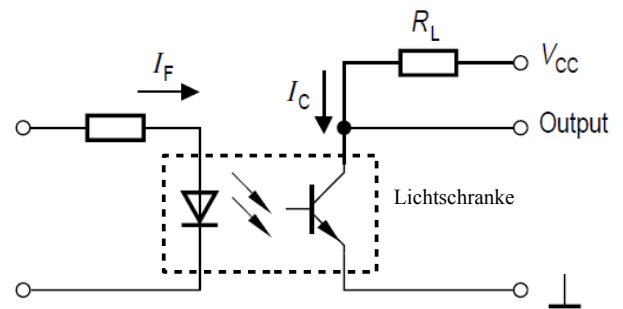 R_L
V_CC
I_F
I_C
Output
Lichtschranke